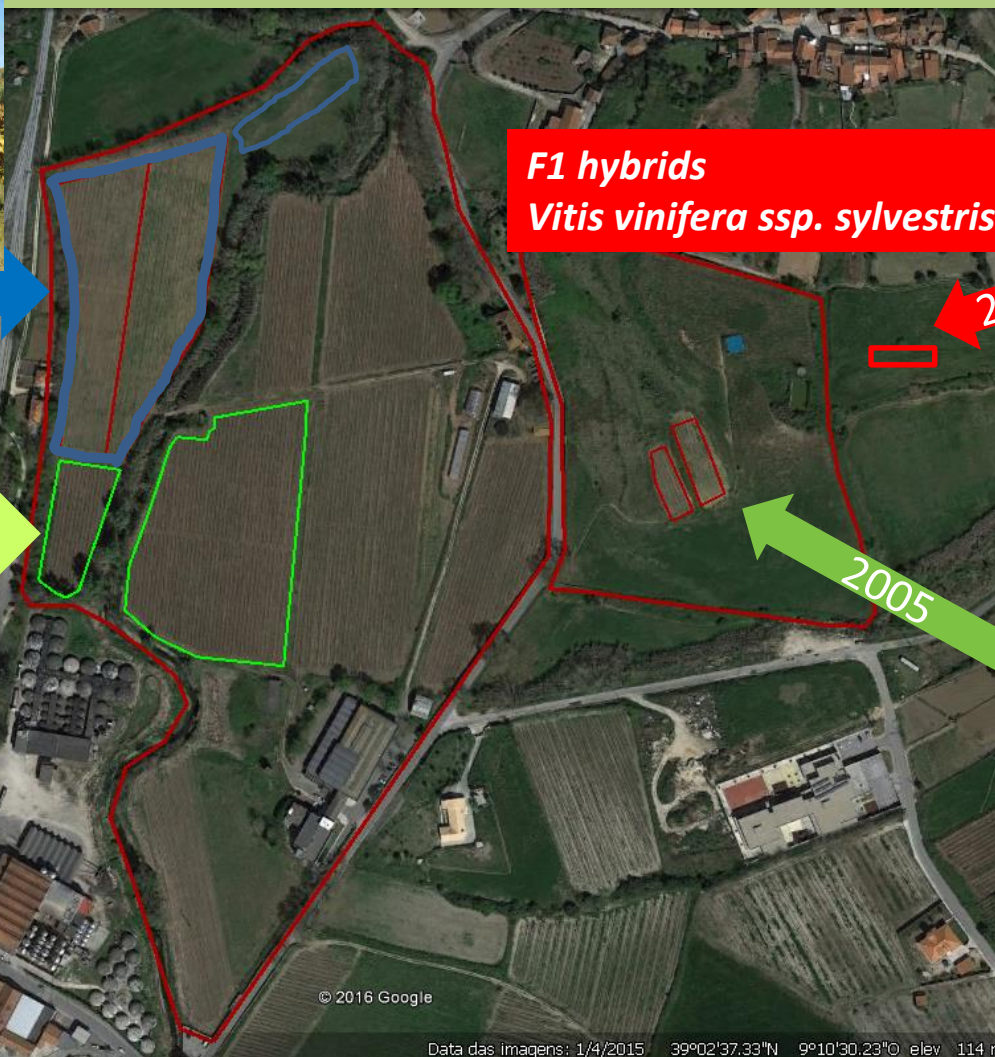 F1 hybrids
Vitis vinifera ssp. sylvestris
2005
© 2016 Google
Data das imagens: 1/4/2015 39°02'37.33"N 9°10'30.23"O elev 114